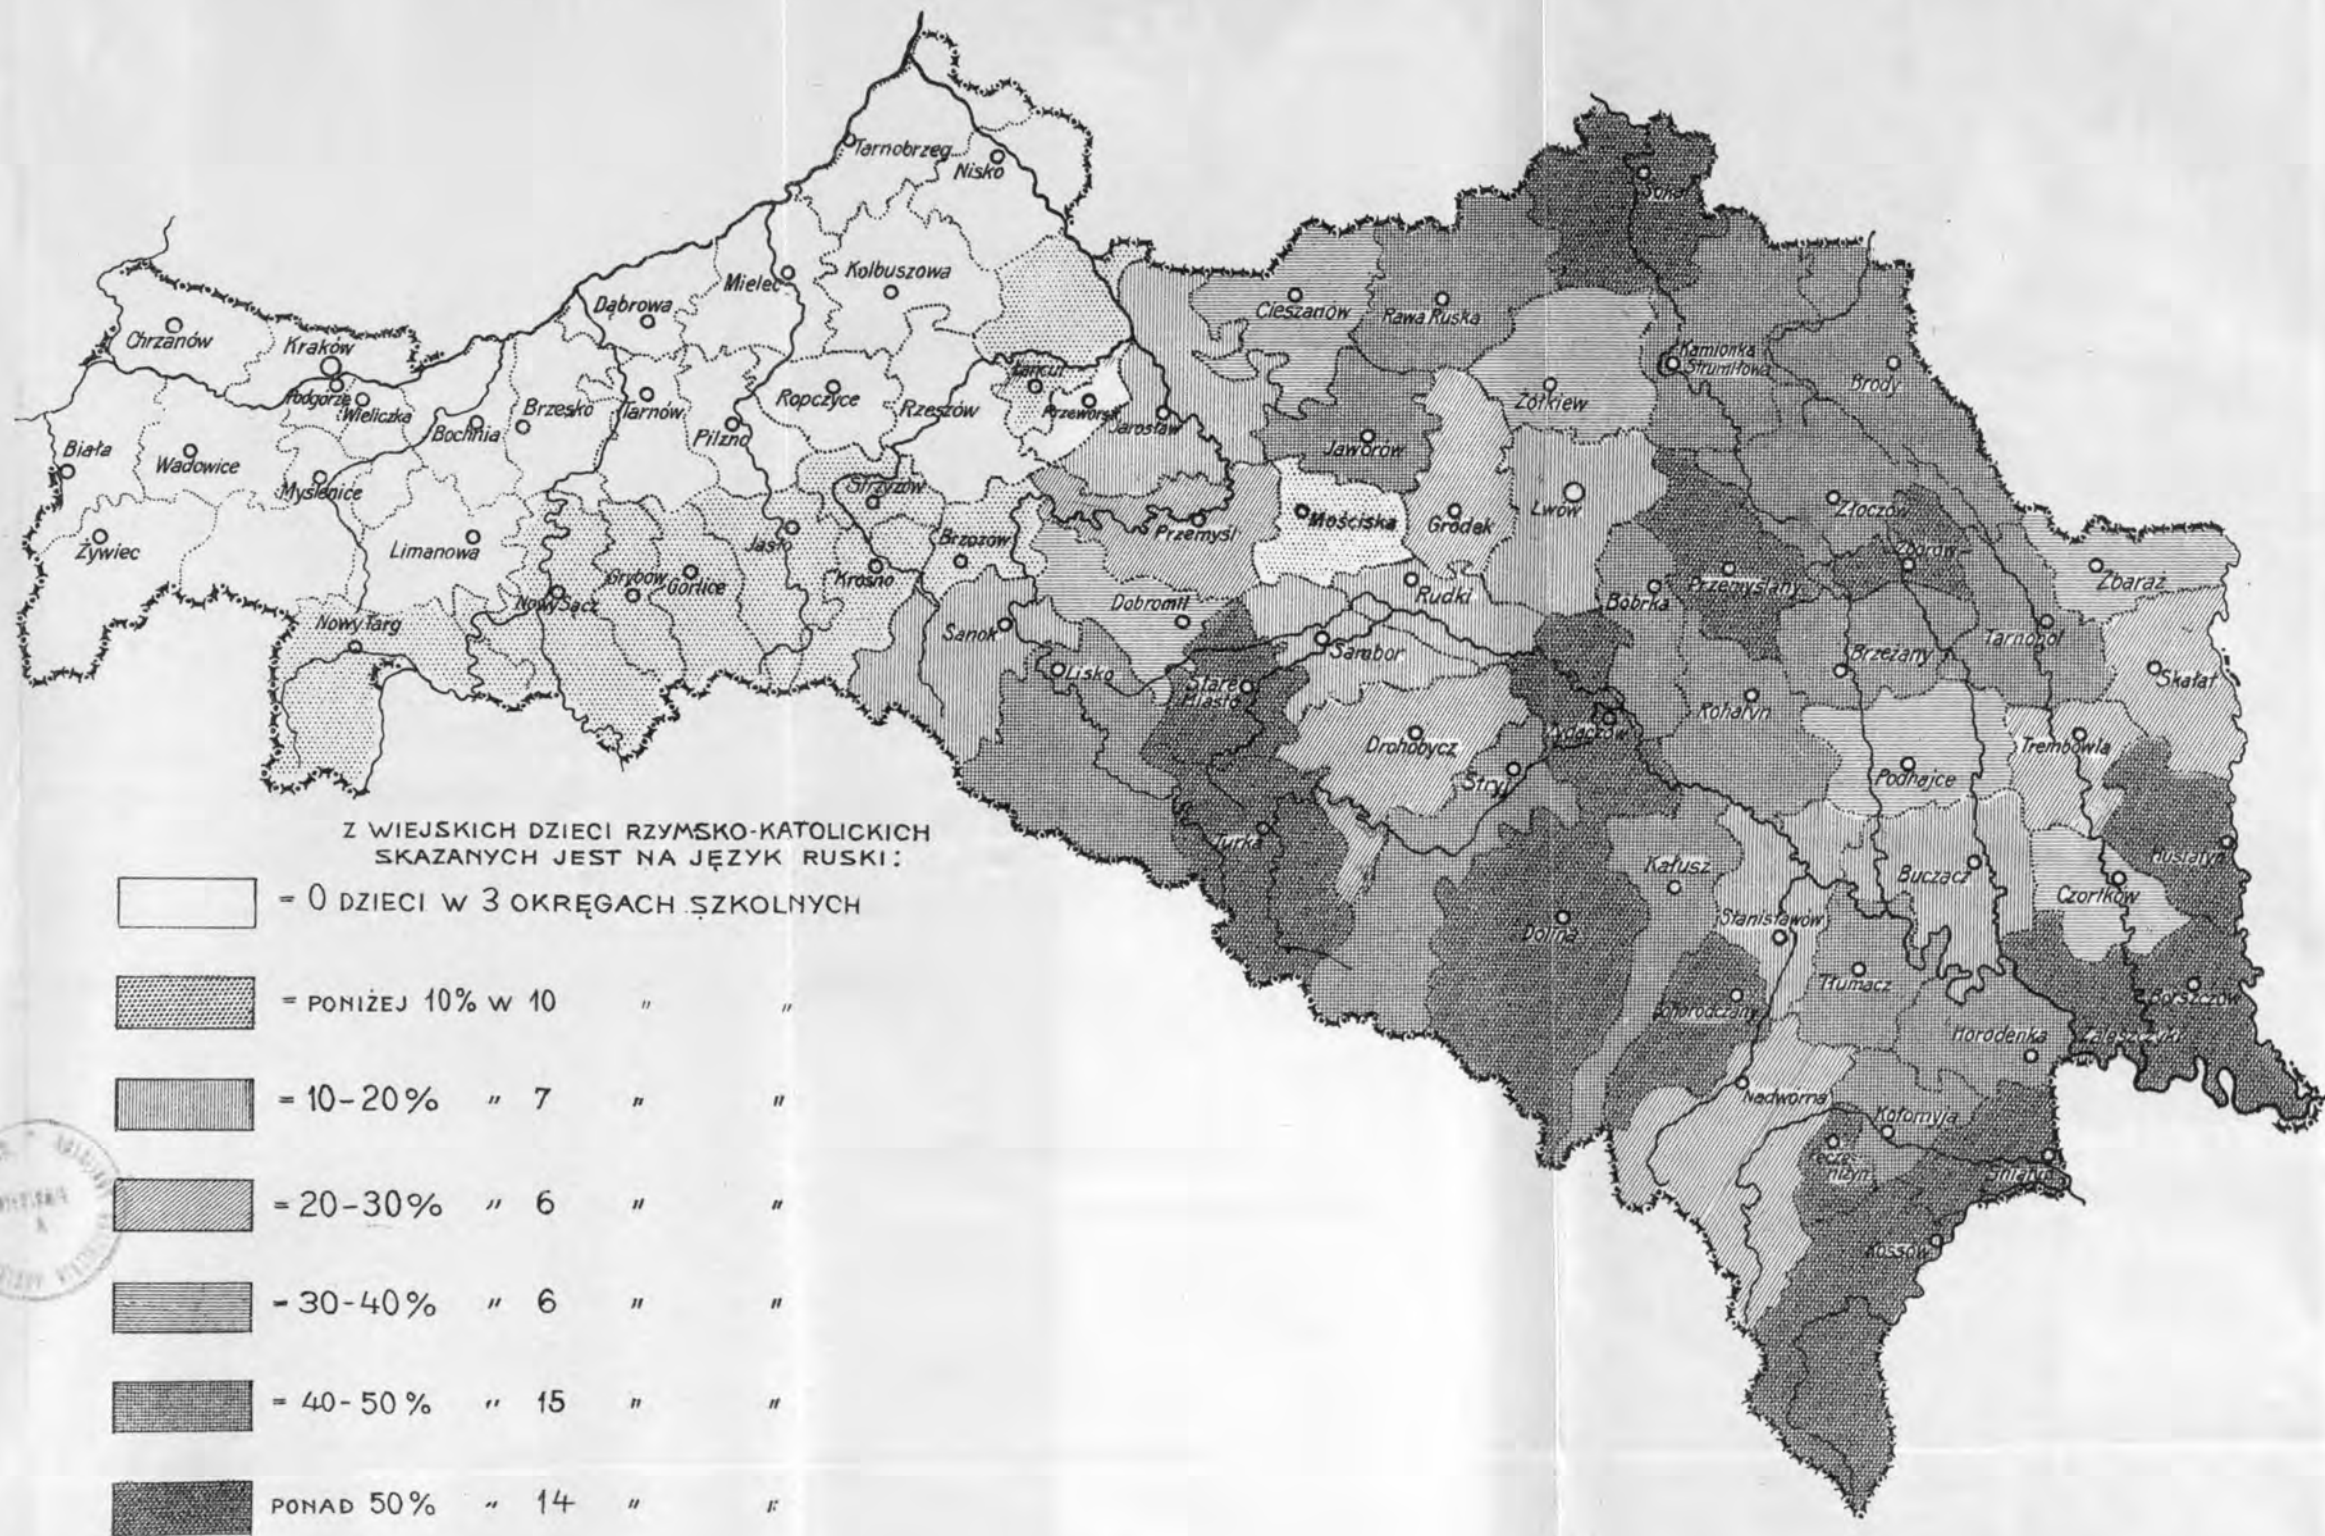 Tarnobrzeg
Nisko
Sokal
Kolbuszowa
Mielec
Dąbrowa
Chrzanów
Kraków
Cieszanów
Rawa Ruska
Kamionka
Strumiłowa
Brody
Podgórze
Wieliczka
Bochnia
Brzesko
Tarnów
Pilzno
Ropczyce
Rzeszów
Łańcut
Przeworsk
Jarosław
Jaworów
Żółkiew
Biała
Wadowice
Myślenice
Strzyżów
Żywiec
Limanowa
Jasło
Krosno
Brzozów
Przemyśl
Mościska
Gródek
Lwów
Złoczów
Zborów
Zbaraż
Nowy Targ
Nowy Sącz
Grybów
Gorlice
Sanok
Lisko
Dobromil
Rudki
Sambor
Stare
Miasto
Bóbrka
Przemyślany
Brzeżany
Tarnopol
Skałat
Drohobycz
Stryj
Żydaczów
Rohatyn
Podhajce
Trembowla
Turka
Dolina
Kałusz
Stanisławów
Buczacz
Czortków
Husiatyn
Bohorodczany
Tłumacz
Horodenka
Zaleszczyki
Borszczów
Nadwórna
Kołomyja
Pecze-
niżyn
Śniatyn
Kossów
Z WIEJSKICH DZIECI RZYMSKO-KATOLICKICH
SKAZANYCH JEST NA JĘZYK RUSKI:
= 0 DZIECI W 3 OKRĘGACH SZKOLNYCH
= PONIŻEJ 10% W 10 " "
= 10-20% " 7 " "
= 20-30% " 6 " "
= 30-40% " 6 " "
= 40-50% " 15 " "
PONAD 50% " 14 " "